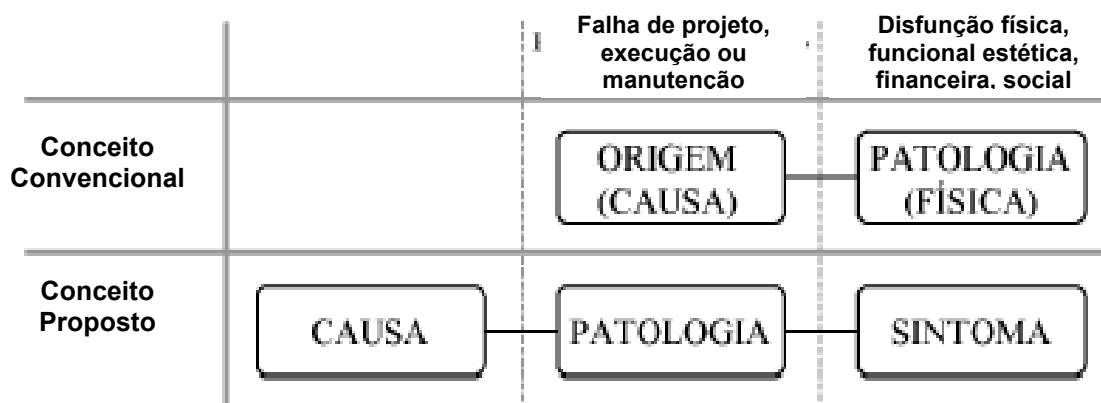 Falha de projeto,
execução ou
manutenção
Disfunção física,
funcional estética,
financeira, social
Conceito
Convencional
ORIGEM
(CAUSA)
PATOLOGIA
(FÍSICA)
Conceito
Proposto
CAUSA
PATOLOGIA
SINTOMA